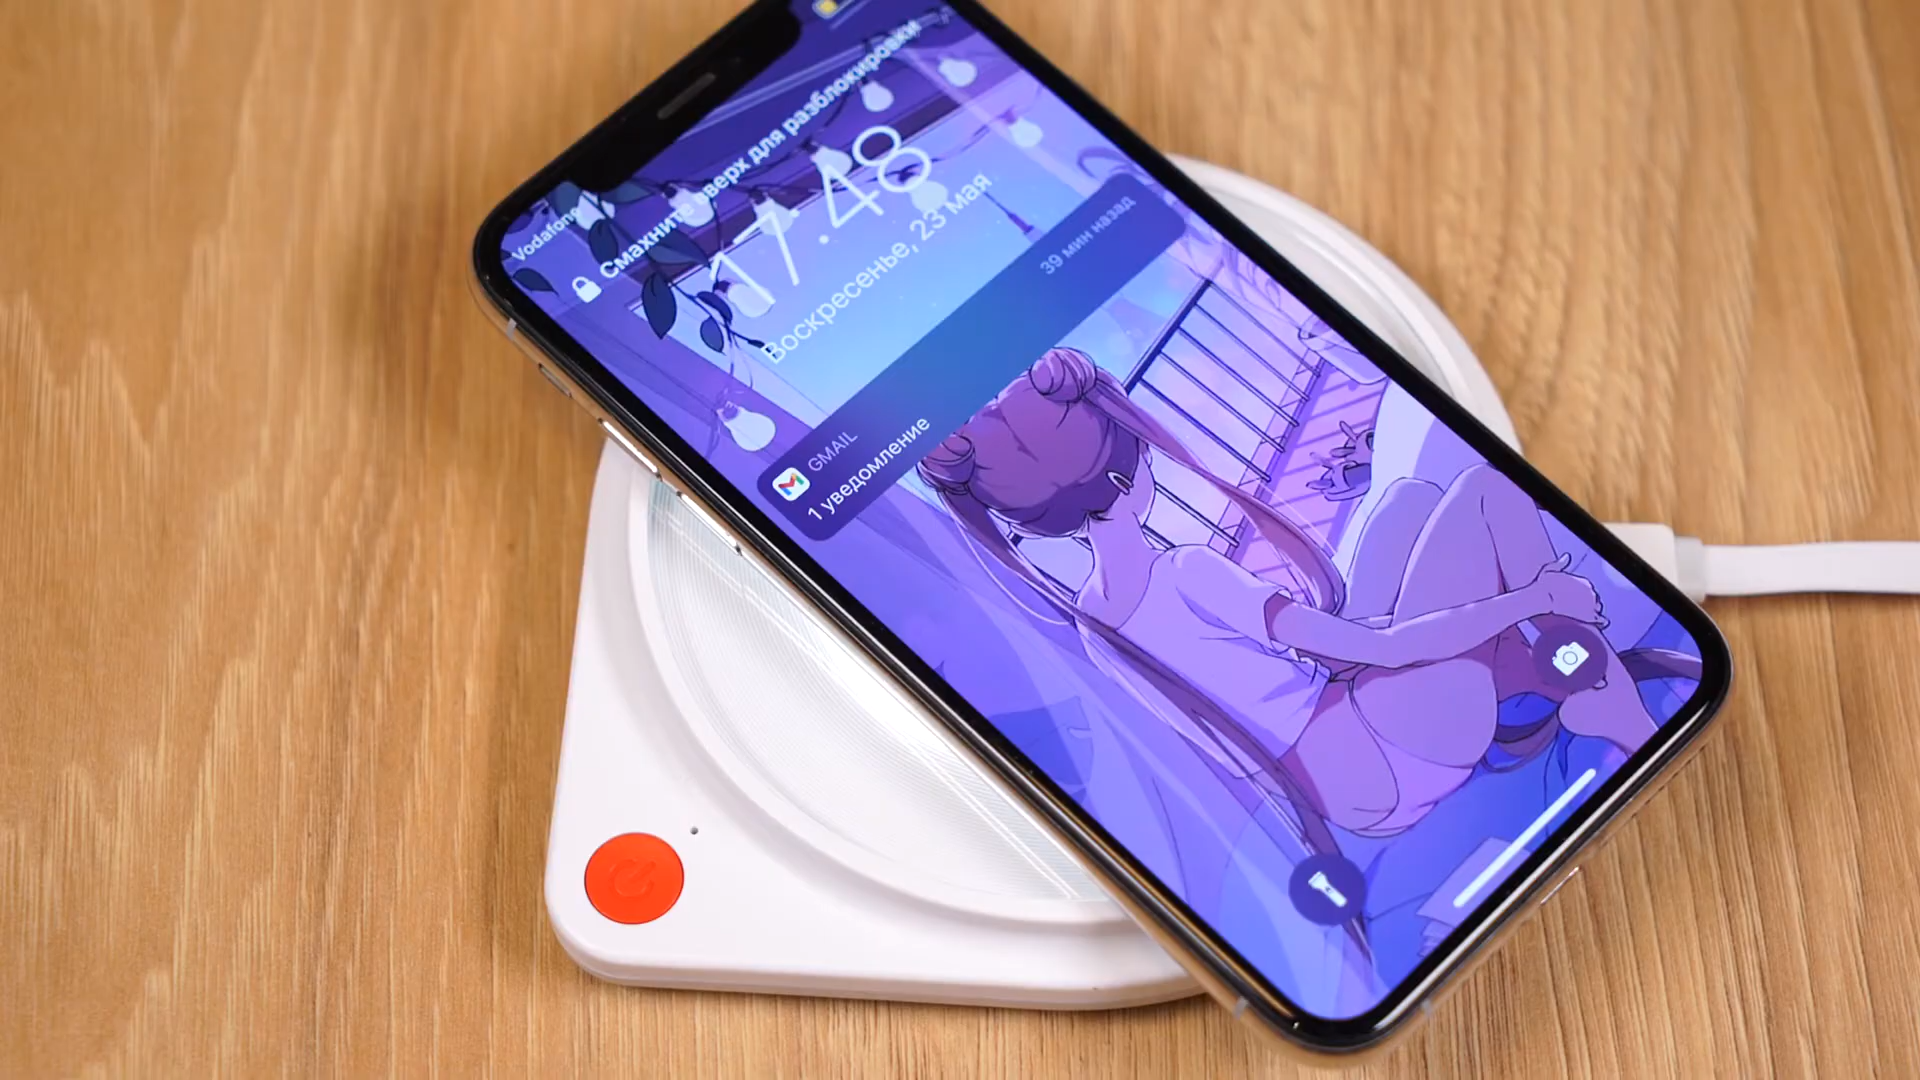 Vodafone
Смахните вверх для разблокировки
17:48
Воскресенье, 23 мая
GMAIL
39 мин назад
1 уведомление